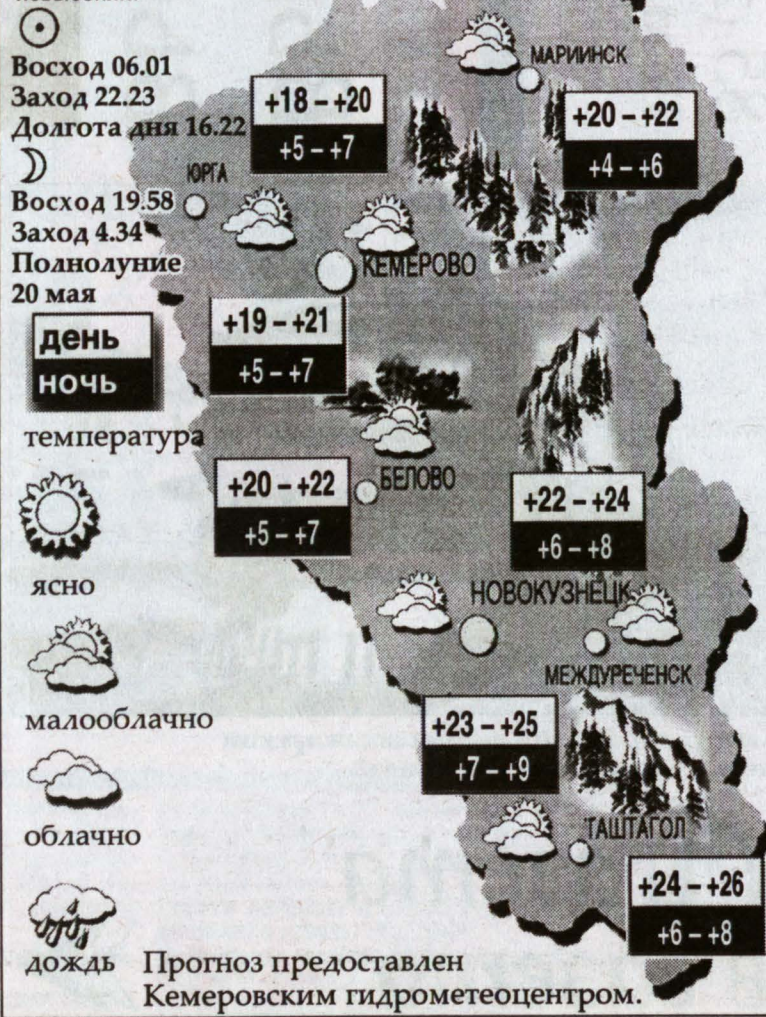 Восход 06.01
Заход 22.23
Долгота дня 16.22
Восход 19.58
Заход 4.34
Полнолуние
20 мая
день
ночь
температура
ясно
малооблачно
облачно
дождь
МАРИИНСК
+18 – +20
+5 – +7
+20 – +22
+4 – +6
ЮРГА
КЕМЕРОВО
+19 – +21
+5 – +7
БЕЛОВО
+20 – +22
+5 – +7
+22 – +24
+6 – +8
НОВОКУЗНЕЦК
МЕЖДУРЕЧЕНСК
+23 – +25
+7 – +9
ТАШТАГОЛ
+24 – +26
+6 – +8
Прогноз предоставлен
Кемеровским гидрометеоцентром.